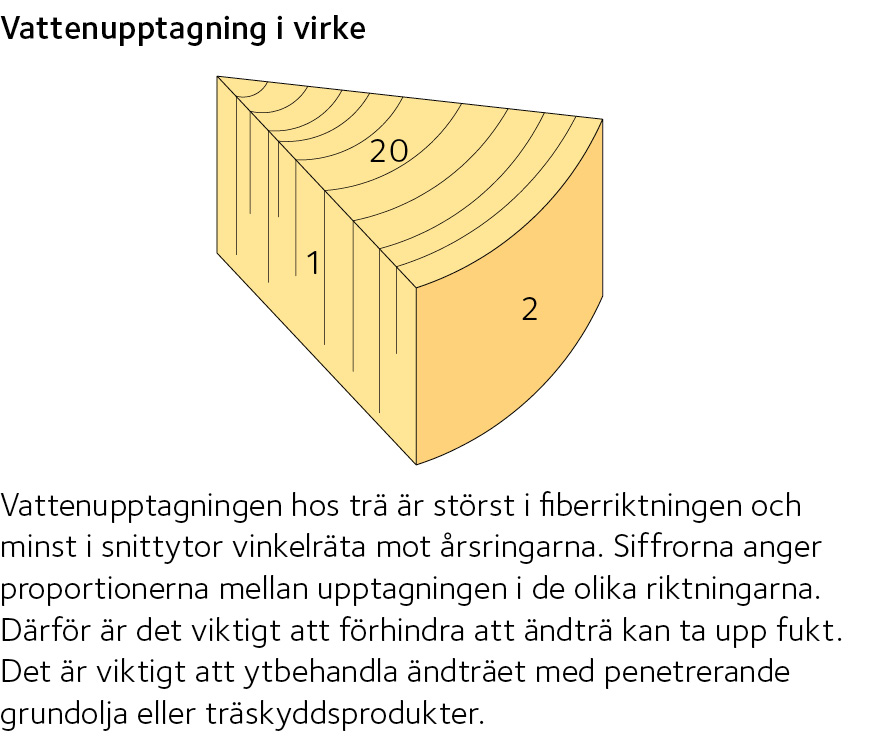 Vattenupptagning i virke
20
1
2
Vattenupptagningen hos trä är störst i fiberriktningen och
minst i snittytor vinkelräta mot årsringarna. Siffrorna anger
proportionerna mellan upptagningen i de olika riktningarna.
Därför är det viktigt att förhindra att ändträ kan ta upp fukt.
Det är viktigt att ytbehandla ändträet med penetrerande
grundolja eller träskyddsprodukter.